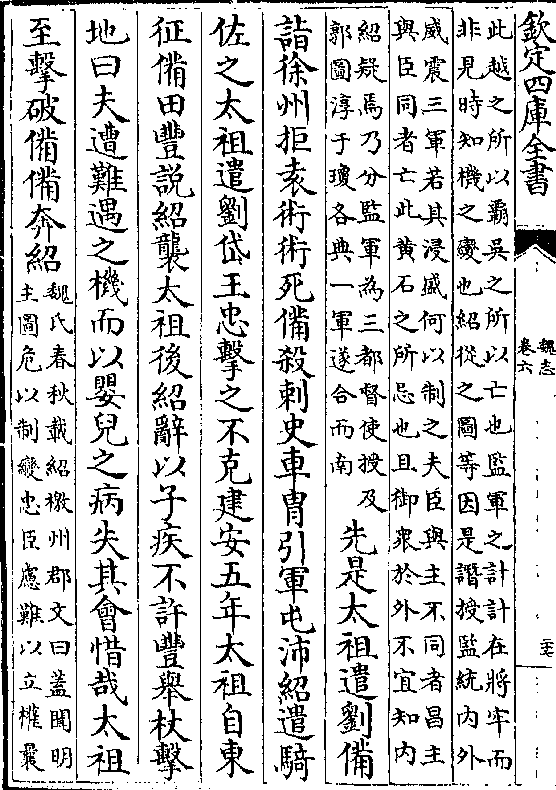 欽定四庫全書
魏志
卷六
此越之所以霸吳之所以亡也監軍之計計在將牢而
非見時知機之變也紹從之圖等因是譖授監統內外
威震三軍若其浸盛何以制之夫臣與主不同者昌主
與臣同者亡此黃石之所忌也且御衆於外不宜知内
紹疑焉乃分監軍為三都督使授及
郭圖淳于瓊各典一軍遂合而南
先是太祖遣劉備
詣徐州拒袁術術死備殺刺史車胄引軍屯沛紹遣騎
佐之太祖遣劉岱王忠擊之不克建安五年太祖自東
征備田豐説紹襲太祖後紹辭以子疾不許豐舉杖擊
地曰夫遭難遇之機而以嬰兒之病失其會惜哉太祖
至擊破備備奔紹
魏氏春秋載紹檄州郡文曰蓋聞明
主圖危以制變忠臣慮難以立權曩